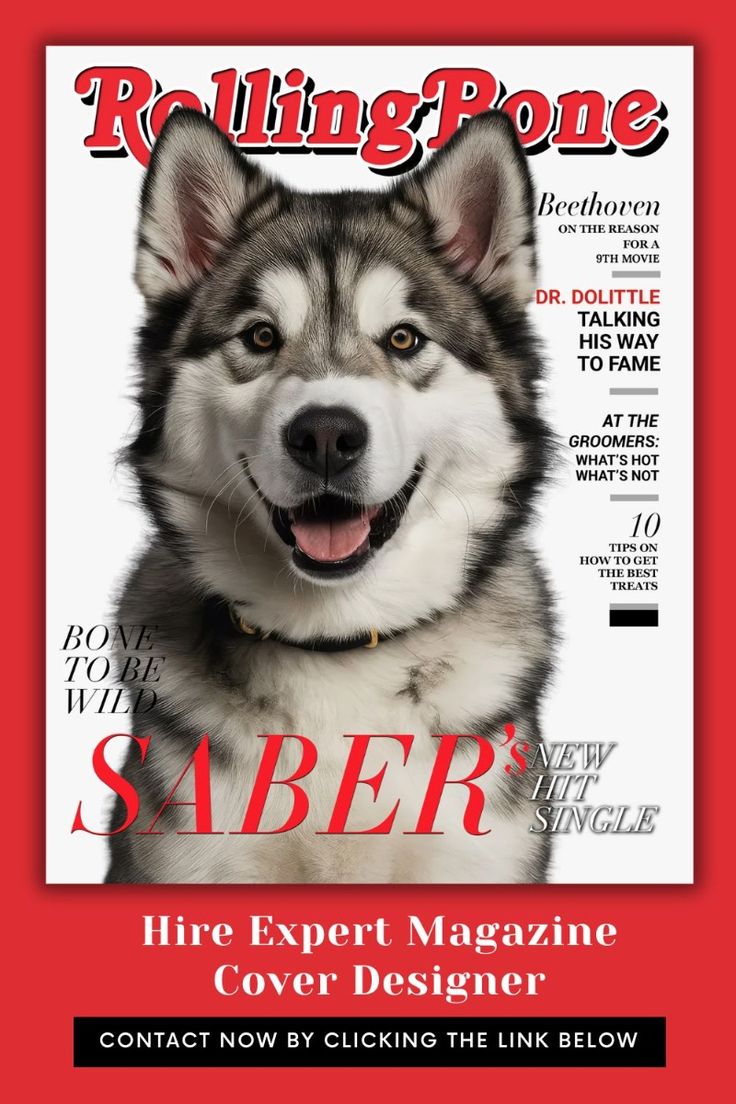 RollingBone
Beethoven
ON THE REASON
FOR A
9TH MOVIE
DR. DOLITTLE
TALKING
HIS WAY
TO FAME
AT THE
GROOMERS:
WHAT'S HOT
WHAT'S NOT
10
TIPS ON
HOW TO GET
THE BEST
TREATS
BONE
TO BE
WILD
SABER's
NEW
HIT
SINGLE
Hire Expert Magazine
Cover Designer
CONTACT NOW BY CLICKING THE LINK BELOW